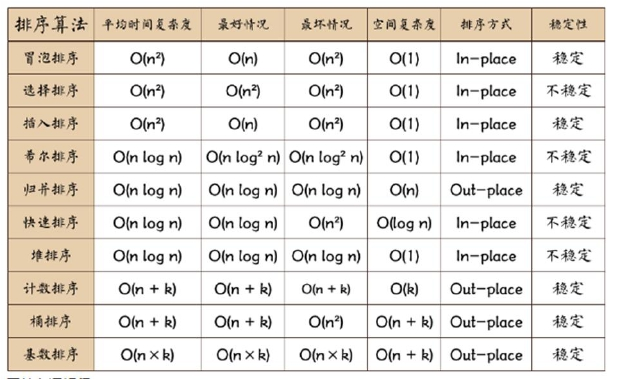 排序算法 平均时间复杂度 最好情况 最坏情况 空间复杂度 排序方式 稳定性
冒泡排序 O(n²) O(n) O(n²) O(1) In-place 稳定
选择排序 O(n²) O(n²) O(n²) O(1) In-place 不稳定
插入排序 O(n²) O(n) O(n²) O(1) In-place 稳定
希尔排序 O(n log n) O(n log² n) O(n log² n) O(1) In-place 不稳定
归并排序 O(n log n) O(n log n) O(n log n) O(n) Out-place 稳定
快速排序 O(n log n) O(n log n) O(n²) O(log n) In-place 不稳定
堆排序 O(n log n) O(n log n) O(n log n) O(1) In-place 不稳定
计数排序 O(n + k) O(n + k) O(n + k) O(k) Out-place 稳定
桶排序 O(n + k) O(n + k) O(n²) O(n + k) Out-place 稳定
基数排序 O(n×k) O(n×k) O(n×k) O(n + k) Out-place 稳定